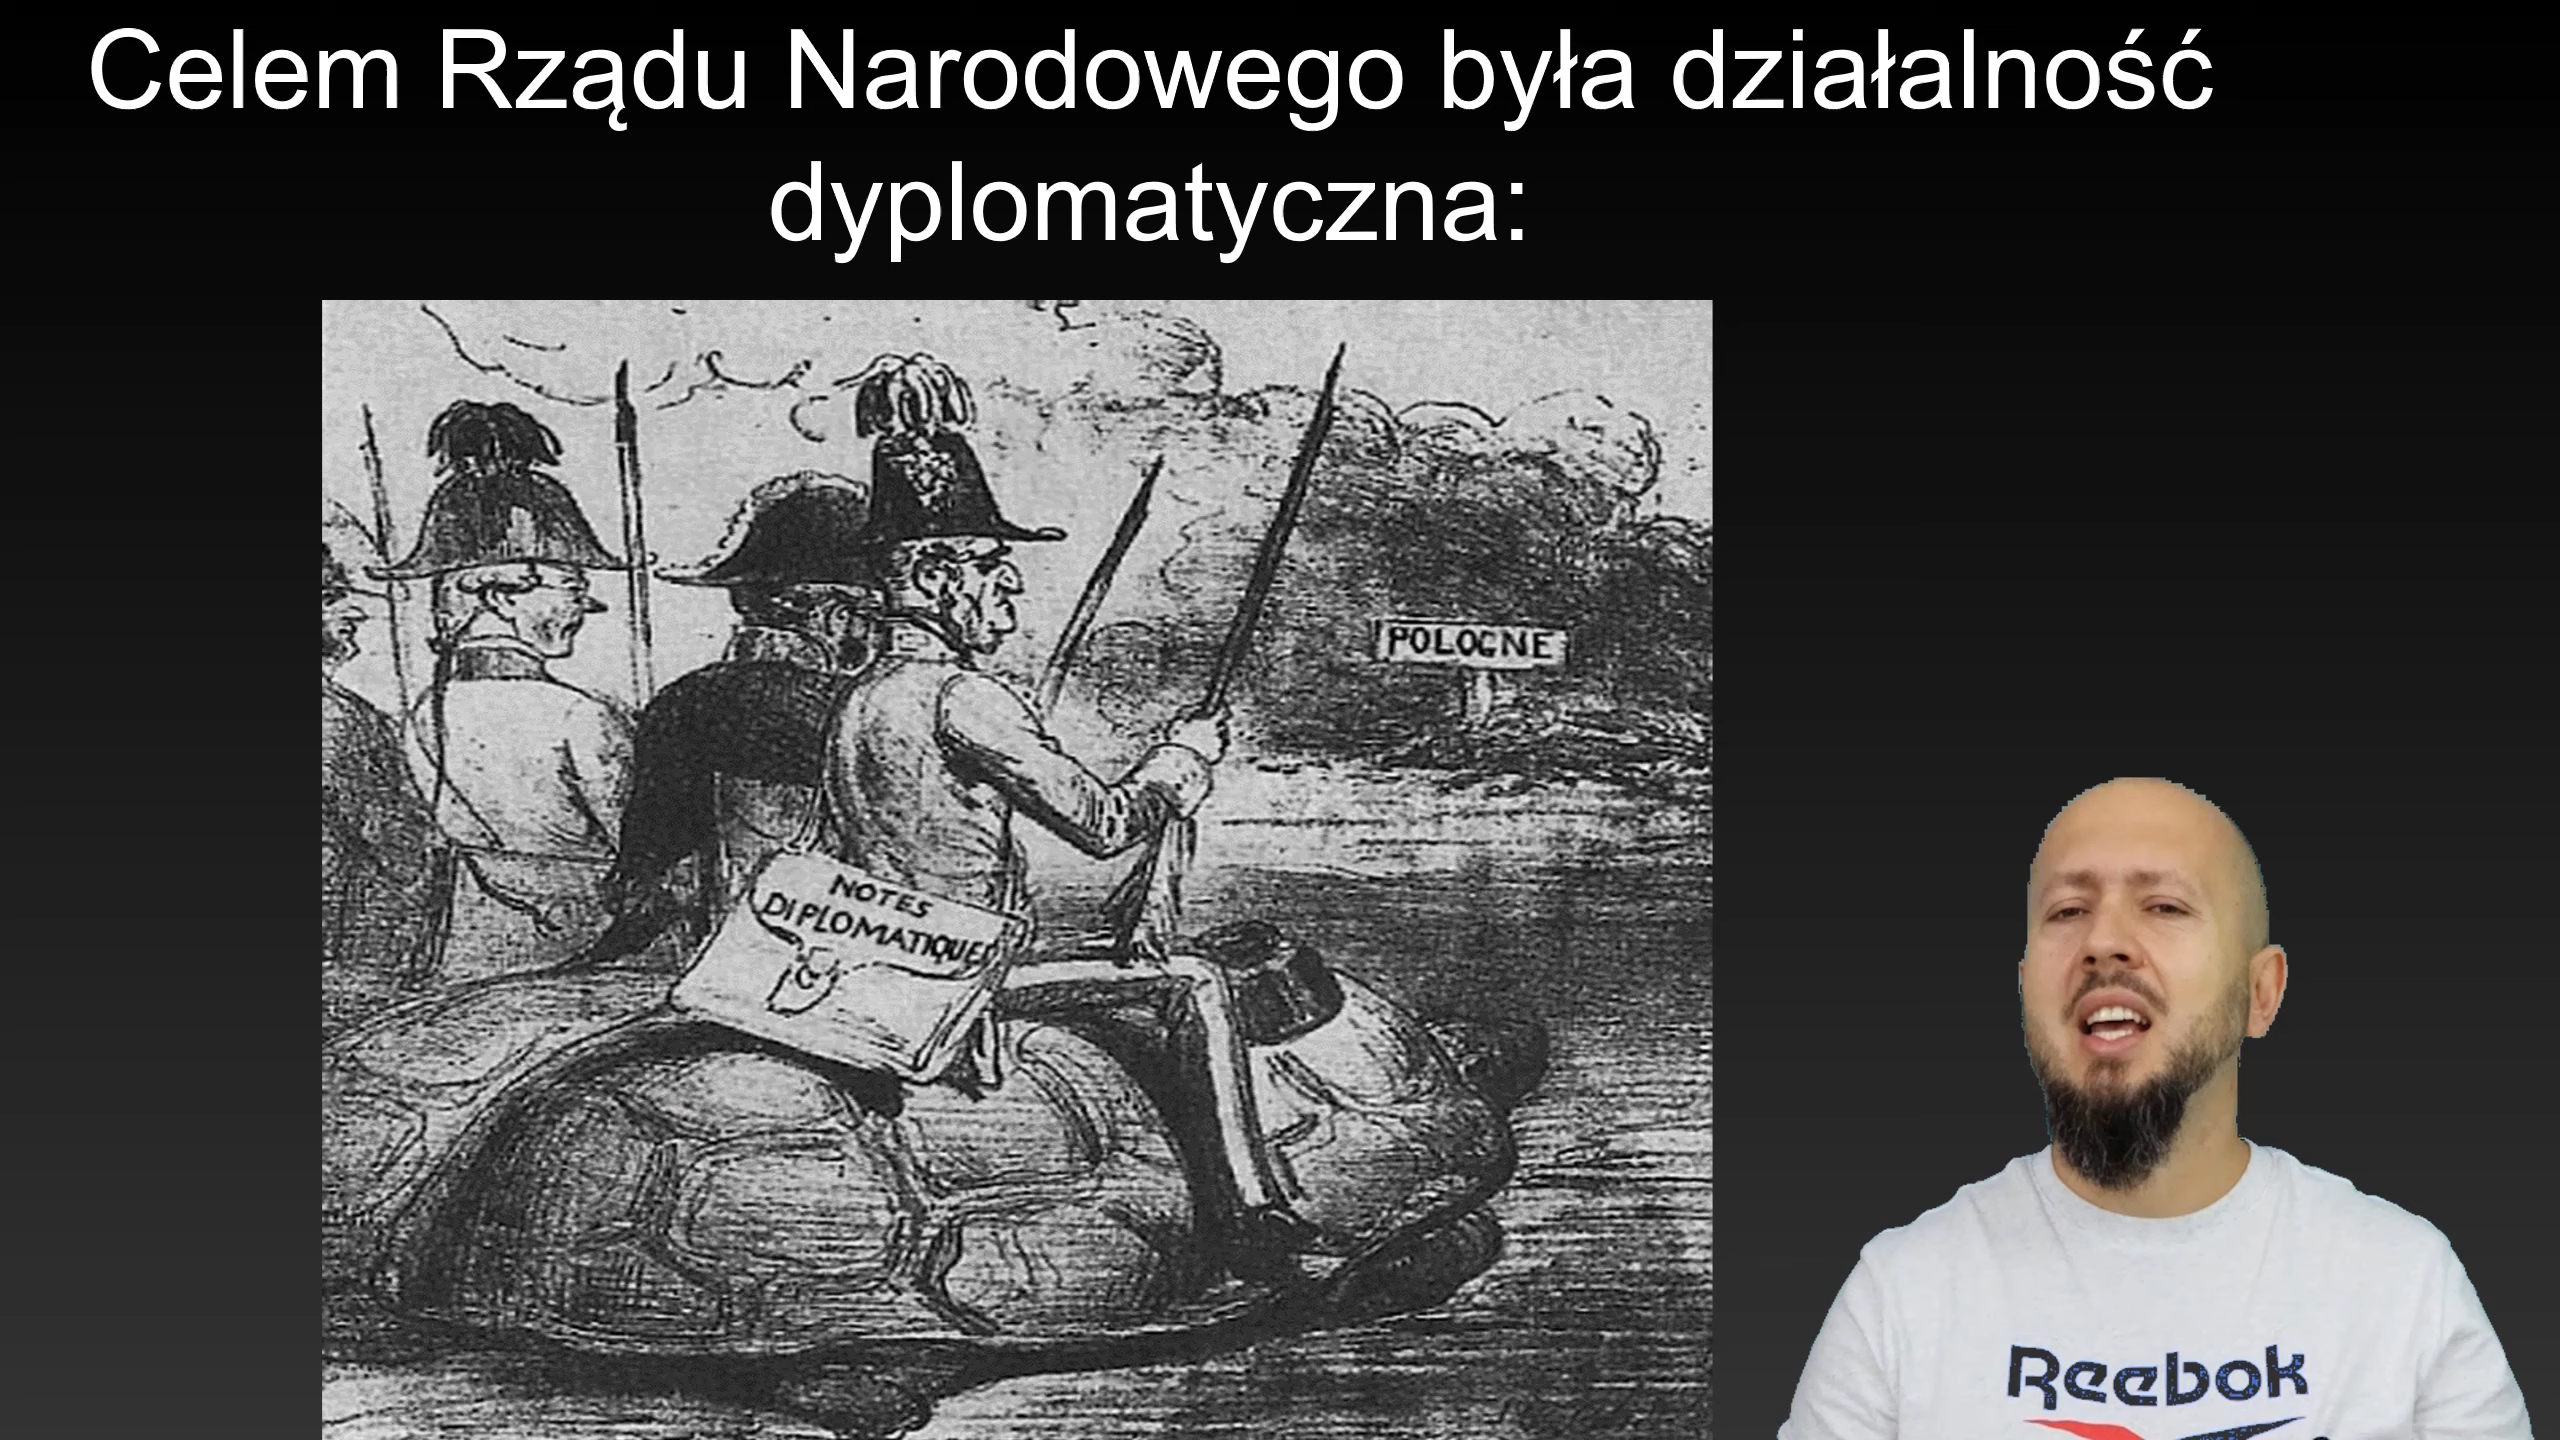 Celem Rządu Narodowego była działalność
dyplomatyczna:
POLOGNE
NOTES
DIPLOMATIQUES
Reebok